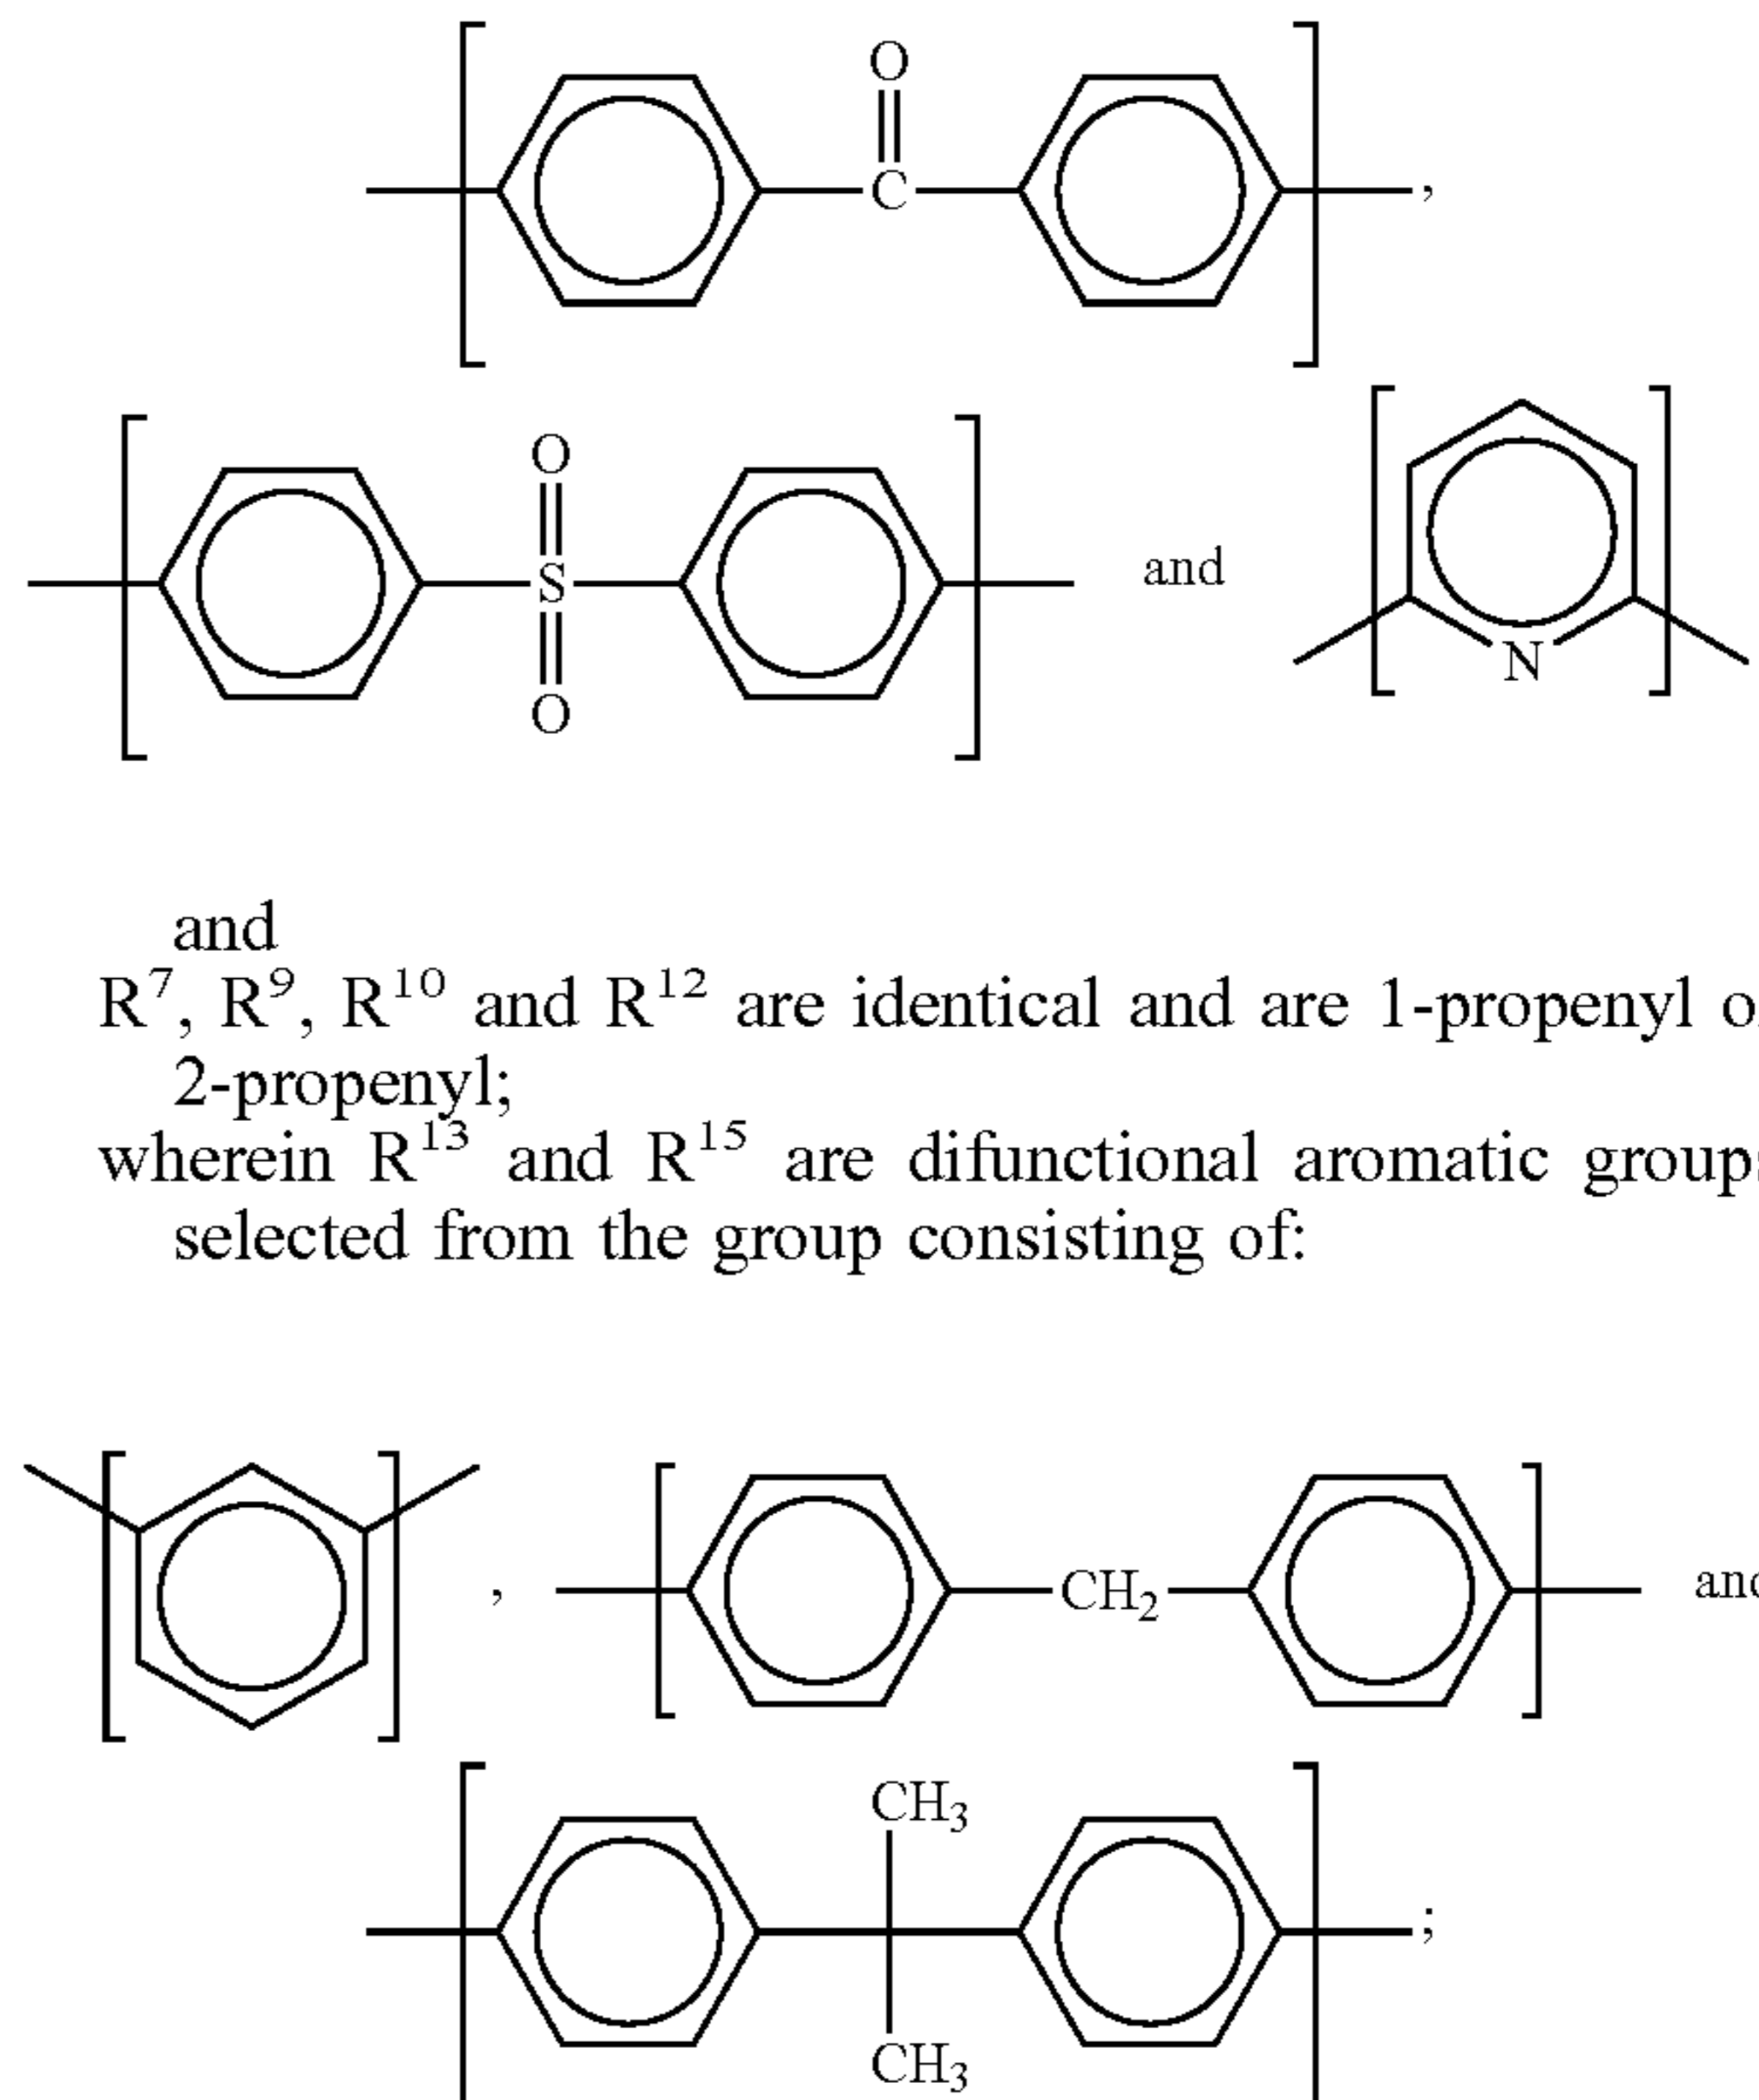 O
C ,
O
S and
N
O
and
R⁷, R⁹, R¹⁰ and R¹² are identical and are 1-propenyl
2-propenyl;
wherein R¹³ and R¹⁵ are difunctional aromatic groups
selected from the group consisting of:
, CH₂ and
CH₃
;
CH₃